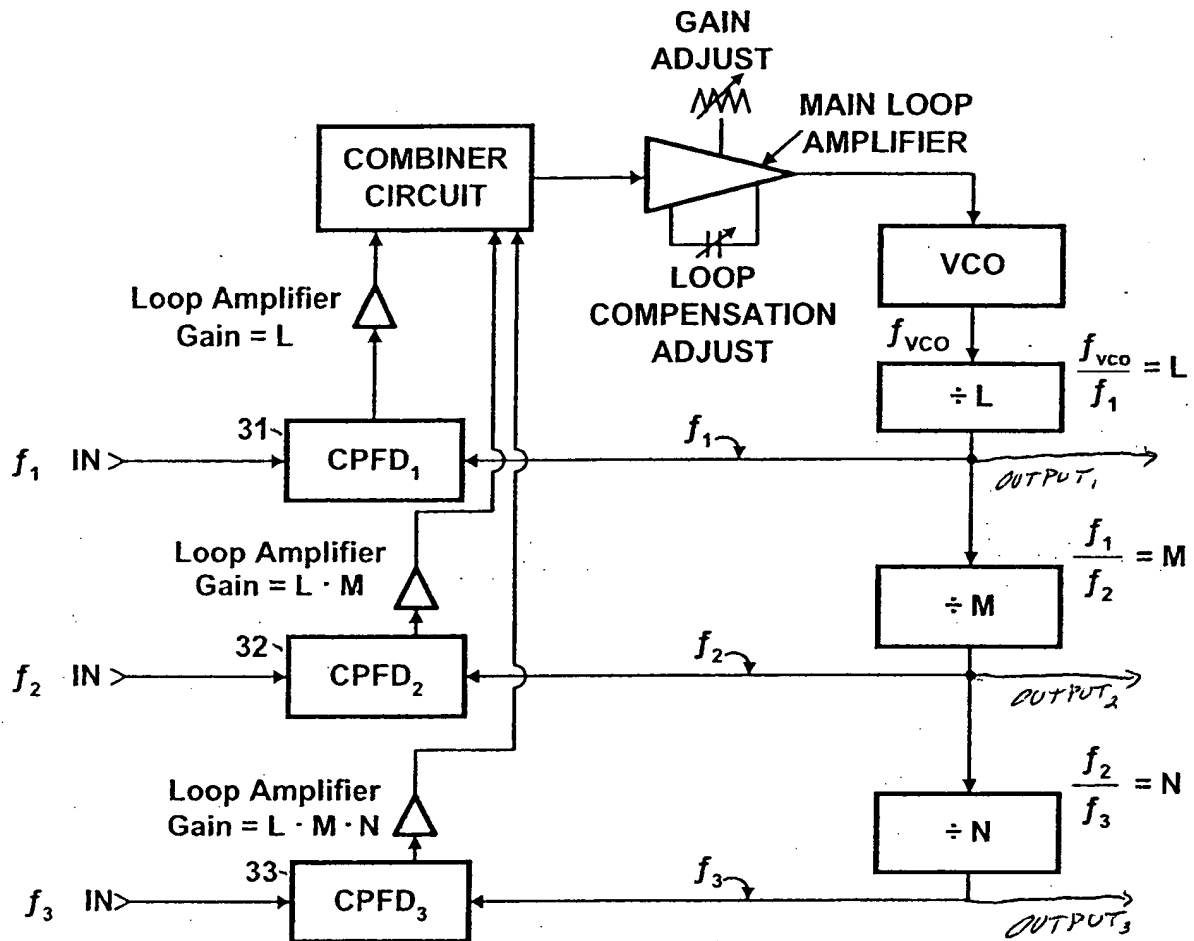 GAIN
ADJUST
MAIN LOOP
AMPLIFIER
COMBINER
CIRCUIT
LOOP
COMPENSATION
ADJUST
VCO
Loop Amplifier
Gain = L
f_VCO
÷ L
f_vco / f_1 = L
31
f_1 IN
CPFD_1
f_1
OUTPUT_1
Loop Amplifier
Gain = L · M
÷ M
f_1 / f_2 = M
32
f_2 IN
CPFD_2
f_2
OUTPUT_2
Loop Amplifier
Gain = L · M · N
÷ N
f_2 / f_3 = N
33
f_3 IN
CPFD_3
f_3
OUTPUT_3